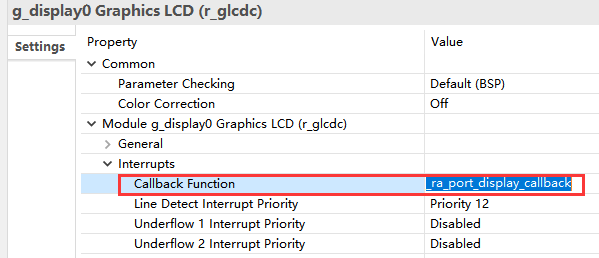 g_display0 Graphics LCD (r_glcdc)
Settings
Property Value
Common
Parameter Checking Default (BSP)
Color Correction Off
Module g_display0 Graphics LCD (r_glcdc)
General
Interrupts
Callback Function _ra_port_display_callback
Line Detect Interrupt Priority Priority 12
Underflow 1 Interrupt Priority Disabled
Underflow 2 Interrupt Priority Disabled